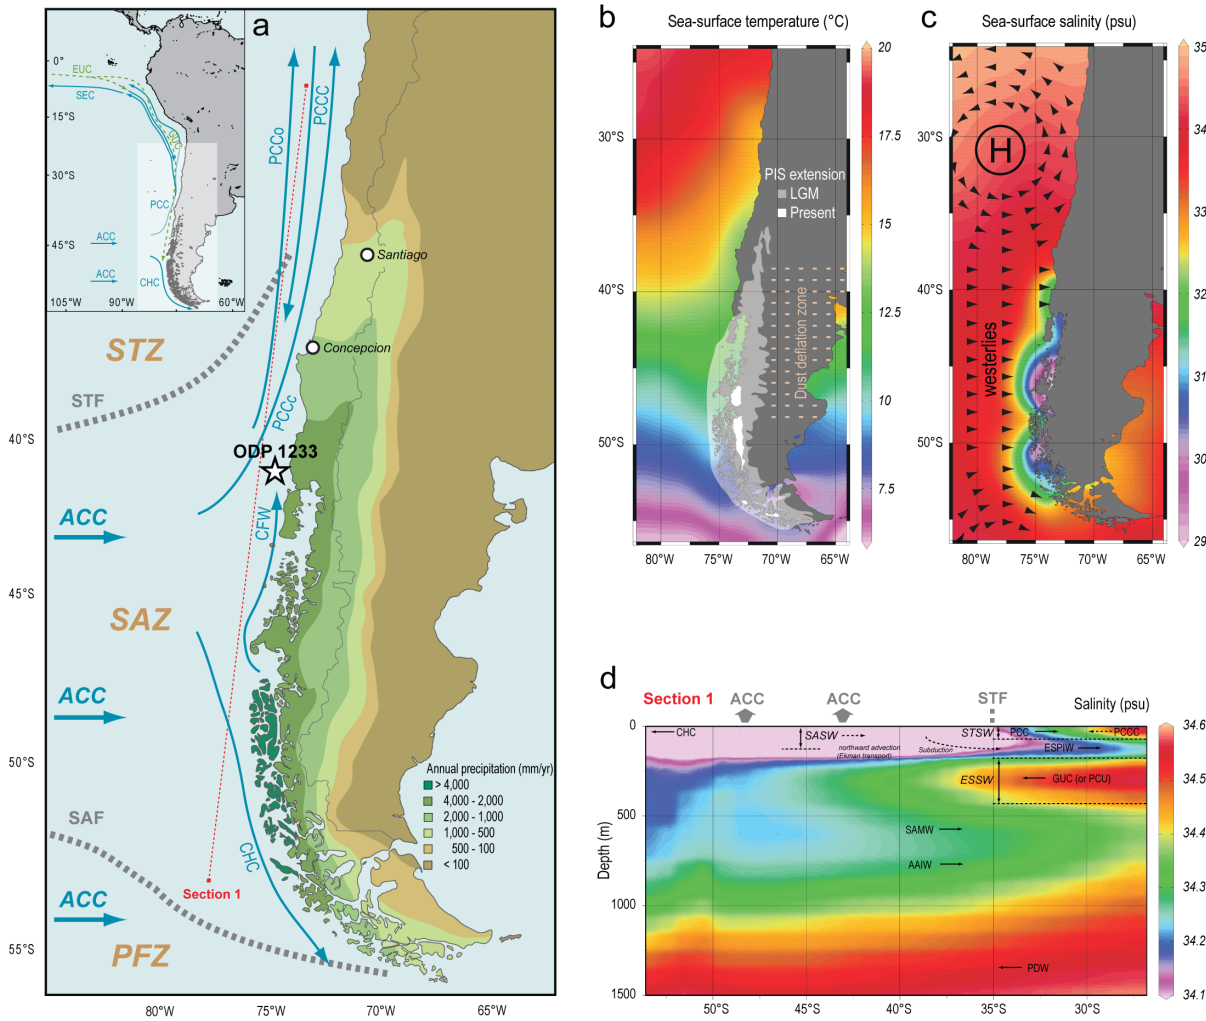 a
0°
15°S
30°S
45°S
105°W
90°W
60°W
EUC
SEC
GUC
PCC
ACC
ACC
CHC
PCCo
PCCC
Santiago
Concepcion
STZ
STF
PCCc
40°S
ODP 1233
ACC
CFW
45°S
SAZ
ACC
50°S
Annual precipitation (mm/yr)
> 4,000
4,000 - 2,000
2,000 - 1,000
1,000 - 500
500 - 100
< 100
SAF
CHC
Section 1
ACC
PFZ
55°S
80°W
75°W
70°W
65°W
b
Sea-surface temperature (°C)
30°S
40°S
50°S
PIS extension
LGM
Present
Dust deflation zone
80°W
75°W
70°W
65°W
20
17.5
15
12.5
10
7.5
c
Sea-surface salinity (psu)
H
westerlies
30°S
40°S
50°S
80°W
75°W
70°W
65°W
35
34
33
32
31
30
29
d
Section 1
ACC
ACC
STF
Salinity (psu)
CHC
SASW
northward advection
(Ekman transport)
Subduction
STSW
PCC
PCCC
ESPIW
ESSW
GUC (or PCU)
SAMW
AAIW
PDW
Depth (m)
0
500
1000
1500
50°S
45°S
40°S
35°S
30°S
34.6
34.5
34.4
34.3
34.2
34.1